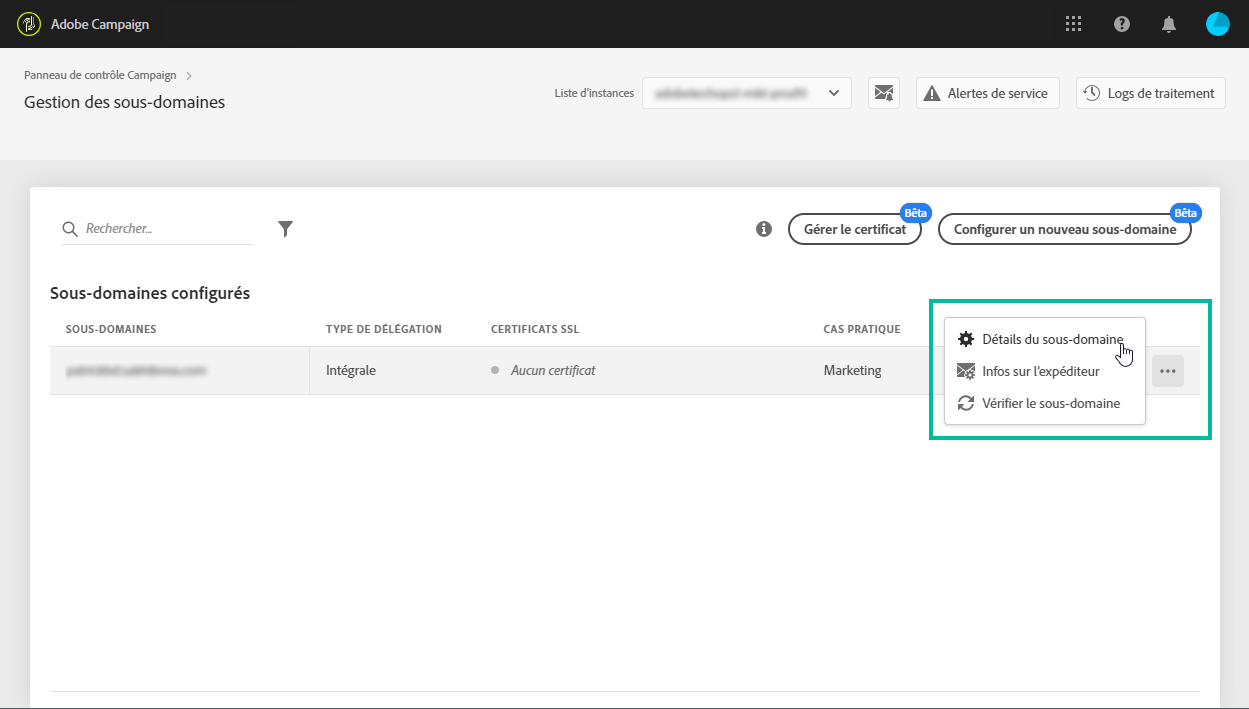 Adobe Campaign
Panneau de contrôle Campaign
Gestion des sous-domaines
Liste d'instances
Alertes de service
Logs de traitement
Rechercher...
Gérer le certificat
Bêta
Configurer un nouveau sous-domaine
Bêta
Sous-domaines configurés
SOUS-DOMAINES TYPE DE DÉLÉGATION CERTIFICATS SSL CAS PRATIQUE
Intégrale Aucun certificat Marketing
Détails du sous-domaine
Infos sur l'expéditeur
Vérifier le sous-domaine